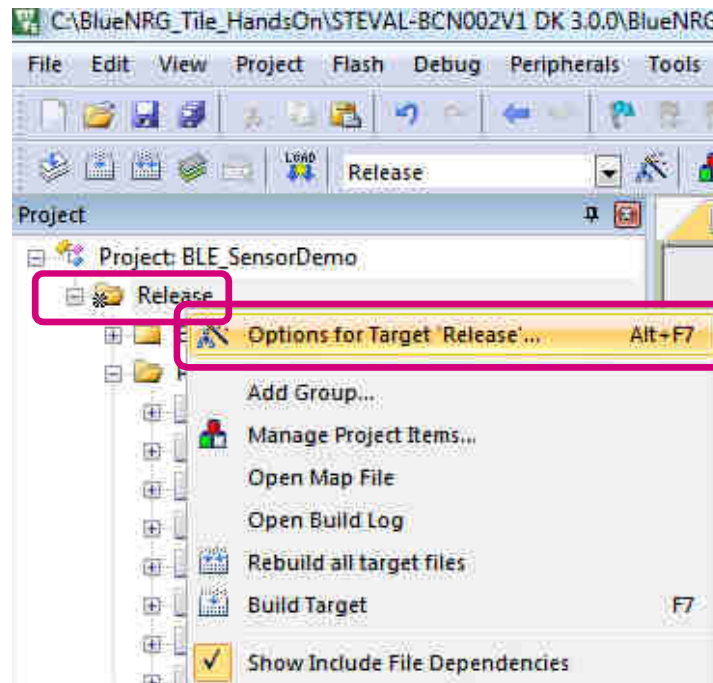 C:\BlueNRG_Tile_HandsOn\STEVAL-BCN002V1 DK 3.0.0\BlueNRG
File Edit View Project Flash Debug Peripherals Tools
LOAD Release
Project
Project: BLE_SensorDemo
Release
Options for Target 'Release'... Alt+F7
Add Group...
Manage Project Items...
Open Map File
Open Build Log
Rebuild all target files
Build Target F7
Show Include File Dependencies